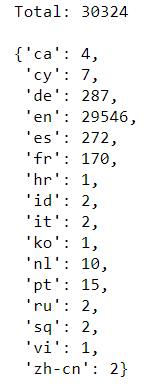 Total: 30324
{'ca': 4,
'cy': 7,
'de': 287,
'en': 29546,
'es': 272,
'fr': 170,
'hr': 1,
'id': 2,
'it': 2,
'ko': 1,
'nl': 10,
'pt': 15,
'ru': 2,
'sq': 2,
'vi': 1,
'zh-cn': 2}